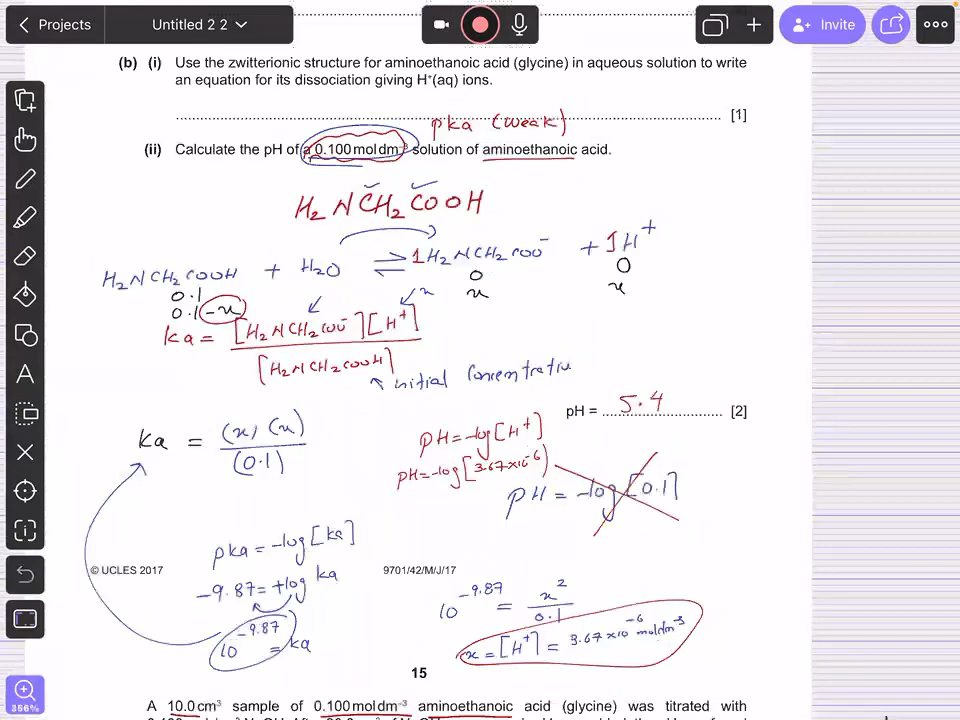 Projects
Untitled 2 2
Invite
(b) (i) Use the zwitterionic structure for aminoethanoic acid (glycine) in aqueous solution to write
an equation for its dissociation giving H⁺(aq) ions.
[1]
pka (weak)
(ii) Calculate the pH of a 0.100 mol dm⁻³ solution of aminoethanoic acid.
H₂NCH₂COOH
H₂NCH₂COOH + H₂O ⇌ 1H₂NCH₂COO⁻ + 1H⁺
0.1 0 0
0.1-x x x
ka = [H₂NCH₂COO⁻][H⁺] x
[H₂NCH₂COOH]
initial concentration
pH = 5.4 [2]
ka = (x)(x)
(0.1)
pH = -log[H⁺]
pH = -log[3.67×10⁻⁶]
pH = -log[0.1]
pka = -log[ka]
© UCLES 2017 9701/42/M/J/17
-9.87 = +log ka
10^-9.87 = ka
10^-9.87 = x²
0.1
x = [H⁺] = 3.67×10⁻⁶ moldm⁻³
15
356%
A 10.0 cm³ sample of 0.100 mol dm⁻³ aminoethanoic acid (glycine) was titrated with